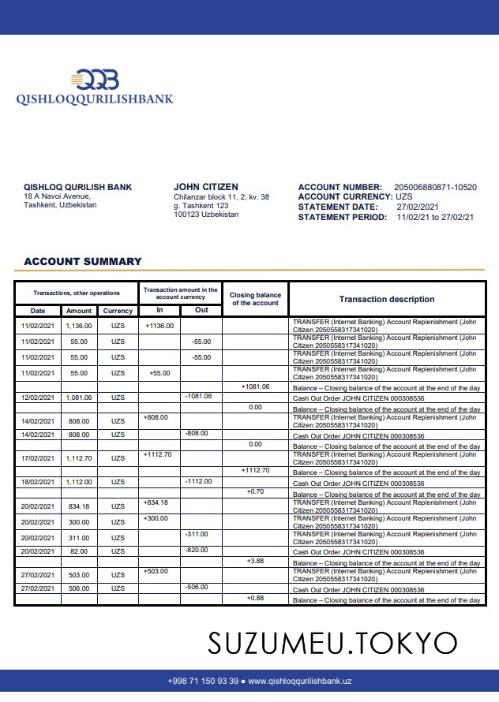 QISHLOQQURILISHBANK
QISHLOQ QURILISH BANK
18 A Navoi Avenue,
Tashkent, Uzbekistan
JOHN CITIZEN
Chilanzar block 11, 2, kv. 38
g. Tashkent 123
100123 Uzbekistan
ACCOUNT NUMBER: 205006880871-10520
ACCOUNT CURRENCY: UZS
STATEMENT DATE: 27/02/2021
STATEMENT PERIOD: 11/02/21 to 27/02/21
ACCOUNT SUMMARY
Transactions, other operations
Transaction amount in the
account currency
Closing balance
of the account
Transaction description
Date Amount Currency In Out
11/02/2021 1,136.00 UZS +1136.00 TRANSFER (Internet Banking) Account Replenishment (John
Citizen 2050558317341020)
11/02/2021 55.00 UZS -55.00 TRANSFER (Internet Banking) Account Replenishment (John
Citizen 2050558317341020)
11/02/2021 55.00 UZS -55.00 TRANSFER (Internet Banking) Account Replenishment (John
Citizen 2050558317341020)
11/02/2021 55.00 UZS +55.00 TRANSFER (Internet Banking) Account Replenishment (John
Citizen 2050558317341020)
+1081.06 Balance – Closing balance of the account at the end of the day
12/02/2021 1,081.06 UZS -1081.06 Cash Out Order JOHN CITIZEN 000308536
0.00 Balance – Closing balance of the account at the end of the day
14/02/2021 808.00 UZS +808.00 TRANSFER (Internet Banking) Account Replenishment (John
Citizen 2050558317341020)
14/02/2021 808.00 UZS -808.00 Cash Out Order JOHN CITIZEN 000308536
0.00 Balance – Closing balance of the account at the end of the day
17/02/2021 1,112.70 UZS +1112.70 TRANSFER (Internet Banking) Account Replenishment (John
Citizen 2050558317341020)
+1112.70 Balance – Closing balance of the account at the end of the day
18/02/2021 1,112.00 UZS -1112.00 Cash Out Order JOHN CITIZEN 000308536
+0.70 Balance – Closing balance of the account at the end of the day
20/02/2021 834.18 UZS +834.18 TRANSFER (Internet Banking) Account Replenishment (John
Citizen 2050558317341020)
20/02/2021 300.00 UZS +300.00 TRANSFER (Internet Banking) Account Replenishment (John
Citizen 2050558317341020)
20/02/2021 311.00 UZS -311.00 TRANSFER (Internet Banking) Account Replenishment (John
Citizen 2050558317341020)
20/02/2021 82.00 UZS -820.00 Cash Out Order JOHN CITIZEN 000308536
+3.88 Balance – Closing balance of the account at the end of the day
27/02/2021 503.00 UZS +503.00 TRANSFER (Internet Banking) Account Replenishment (John
Citizen 2050558317341020)
27/02/2021 506.00 UZS -506.00 Cash Out Order JOHN CITIZEN 000308536
+0.88 Balance – Closing balance of the account at the end of the day
SUZUMEU.TOKYO
+998 71 150 93 39 ● www.qishloqqurilishbank.uz